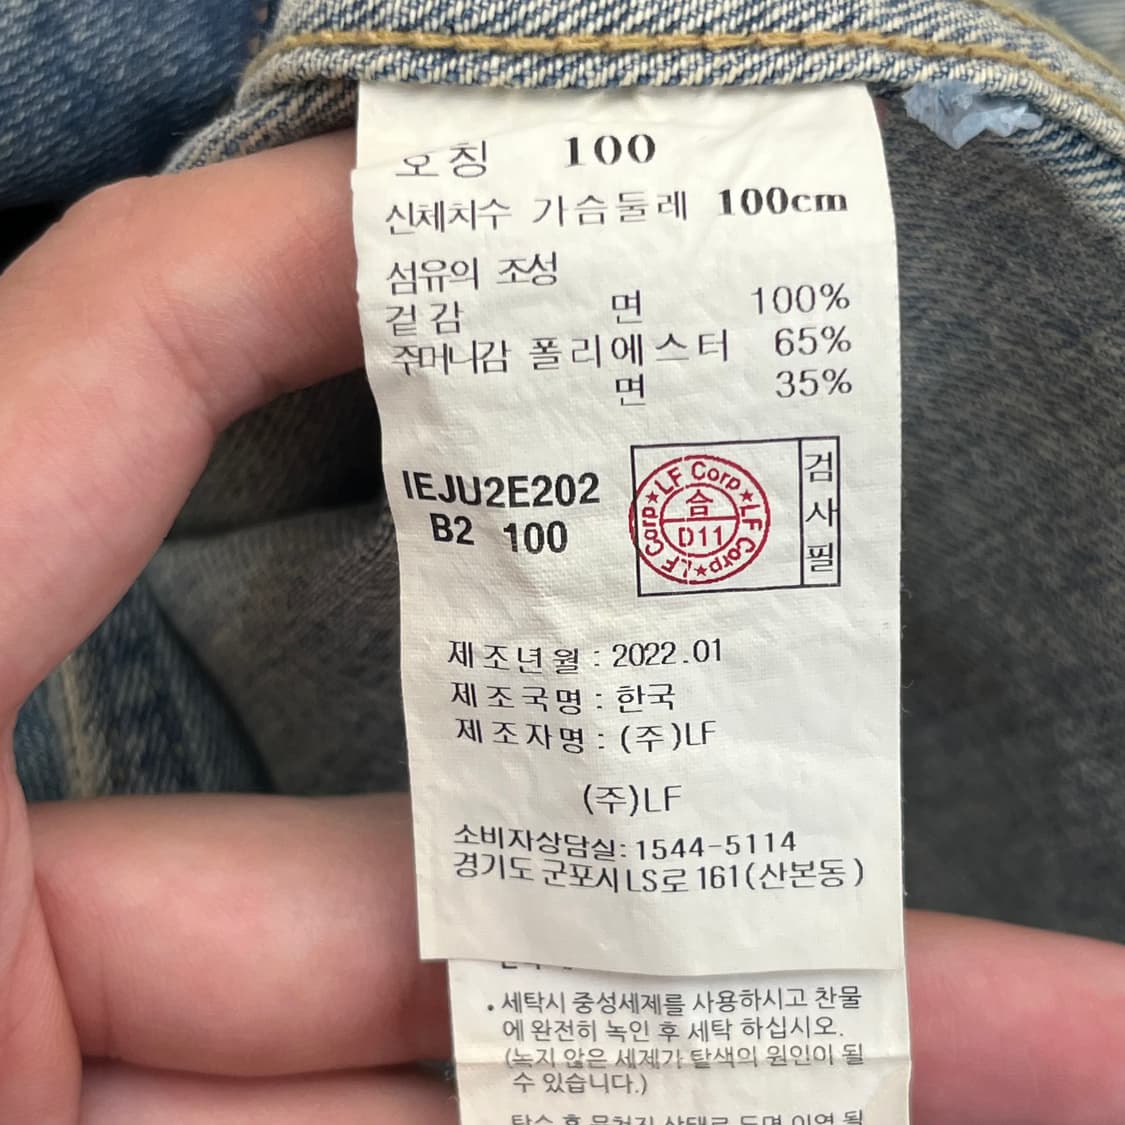 호칭 100
신체치수 가슴둘레 100cm
섬유의 조성
겉감 면 100%
주머니감 폴리에스터 65%
면 35%
IEJU2E202
B2 100
LF Corp★LF Corp★LF Corp★
合
D11
검사필
제조년월 : 2022.01
제조국명 : 한국
제조자명 : (주)LF
(주)LF
소비자상담실: 1544-5114
경기도 군포시 LS로 161(산본동)
. 세탁시 중성세제를 사용하시고 찬물
에 완전히 녹인 후 세탁 하십시오.
(녹지 않은 세제가 탈색의 원인이 될
수 있습니다.)